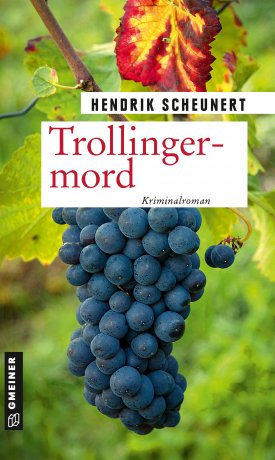 HENDRIK SCHEUNERT
Trollinger-
mord
Kriminalroman
GMEINER